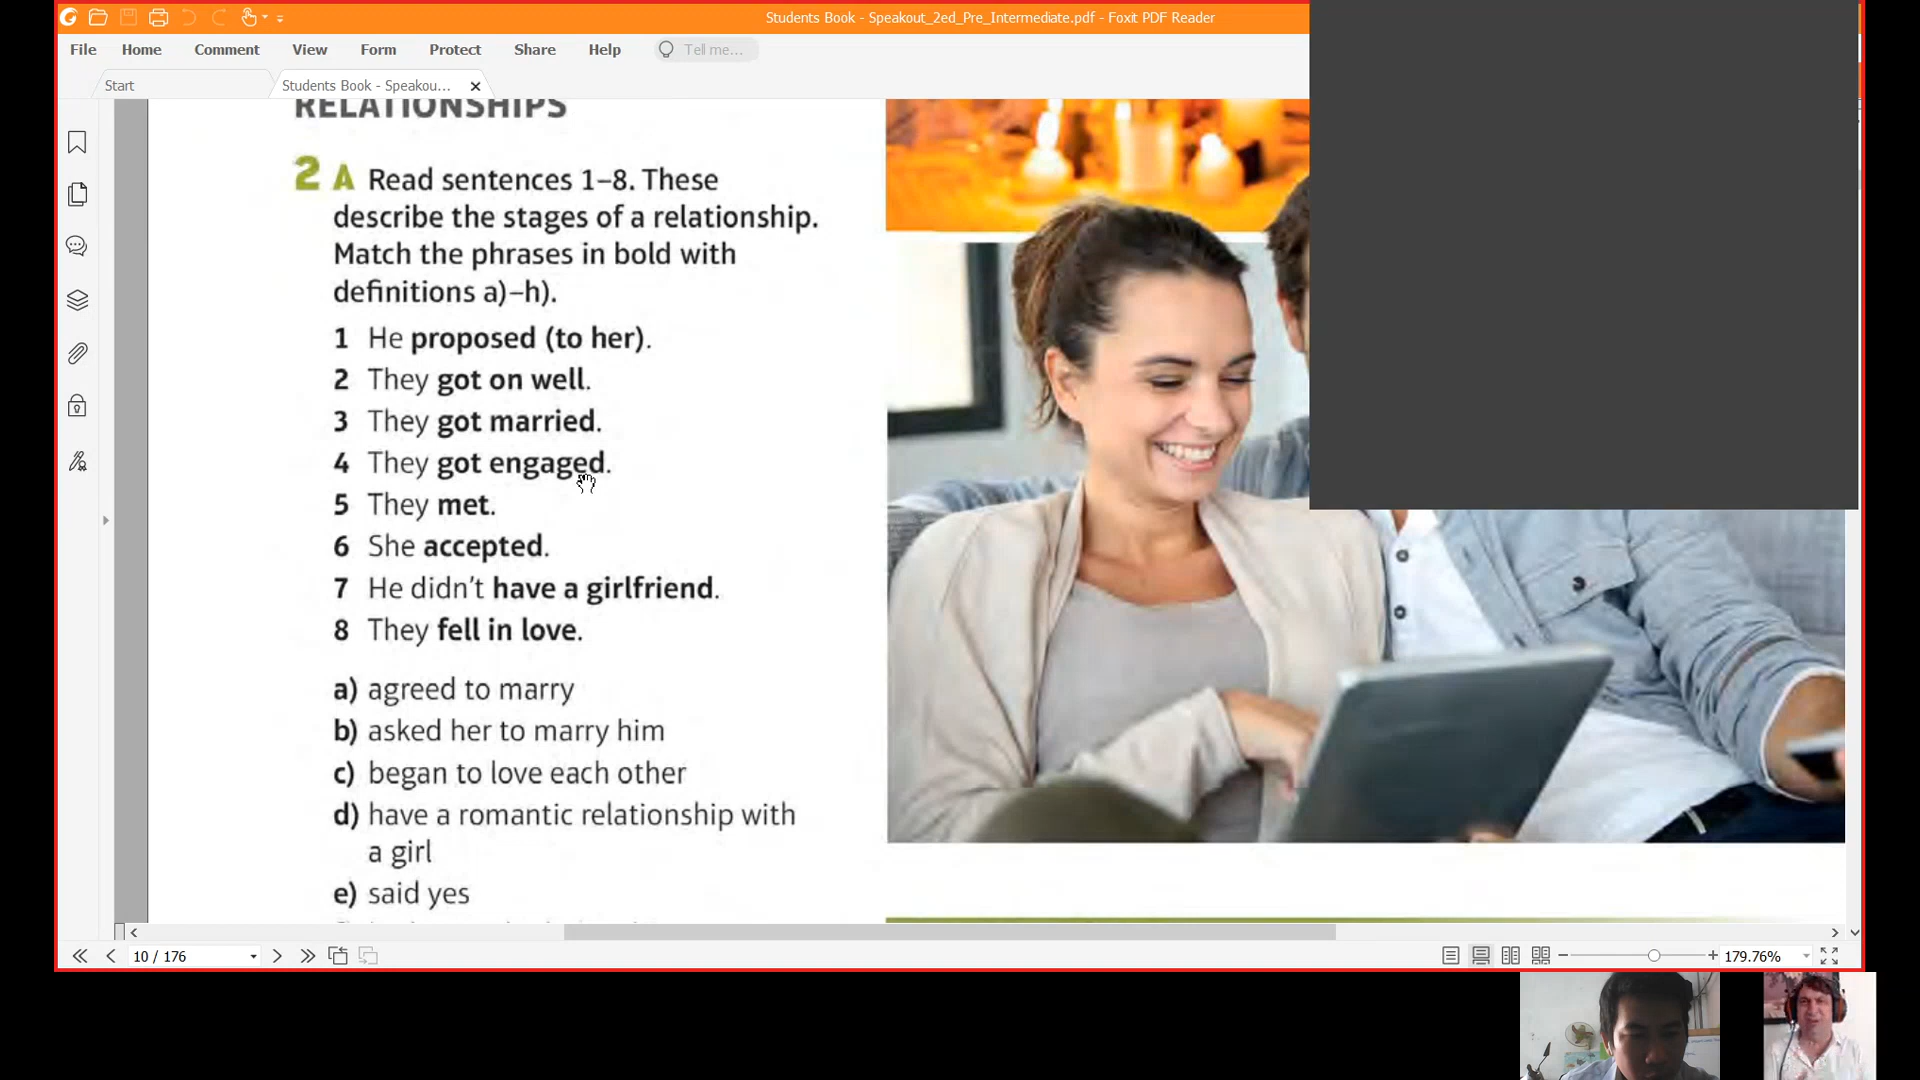 Students Book - Speakout_2ed_Pre_Intermediate.pdf - Foxit PDF Reader
File Home Comment View Form Protect Share Help Tell me...
Start Students Book - Speakou...
RELATIONSHIPS
2 A Read sentences 1–8. These
describe the stages of a relationship.
Match the phrases in bold with
definitions a)–h).
1 He proposed (to her).
2 They got on well.
3 They got married.
4 They got engaged.
5 They met.
6 She accepted.
7 He didn't have a girlfriend.
8 They fell in love.
a) agreed to marry
b) asked her to marry him
c) began to love each other
d) have a romantic relationship with
a girl
e) said yes
10 / 176
179.76%